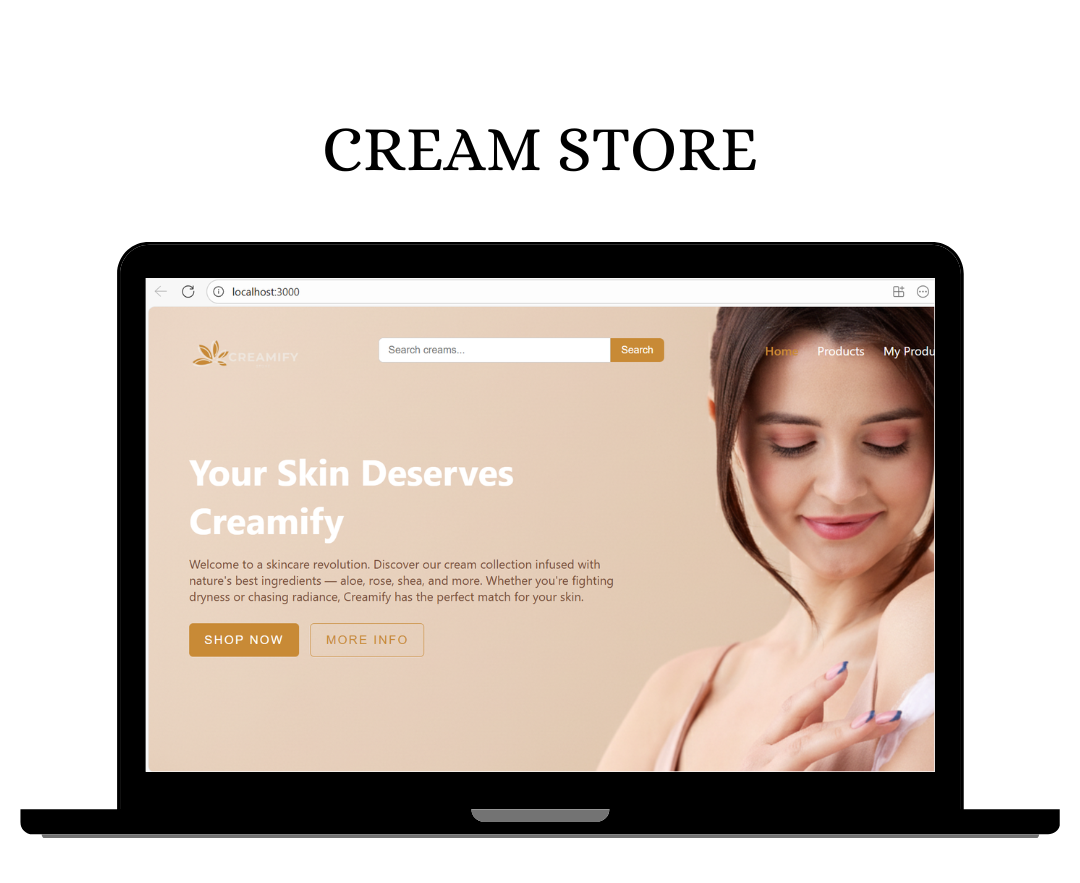 CREAM STORE
localhost:3000
CREAMIFY
Search creams...
Search
Home Products My Produ
Your Skin Deserves
Creamify
Welcome to a skincare revolution. Discover our cream collection infused with
nature's best ingredients — aloe, rose, shea, and more. Whether you're fighting
dryness or chasing radiance, Creamify has the perfect match for your skin.
SHOP NOW
MORE INFO